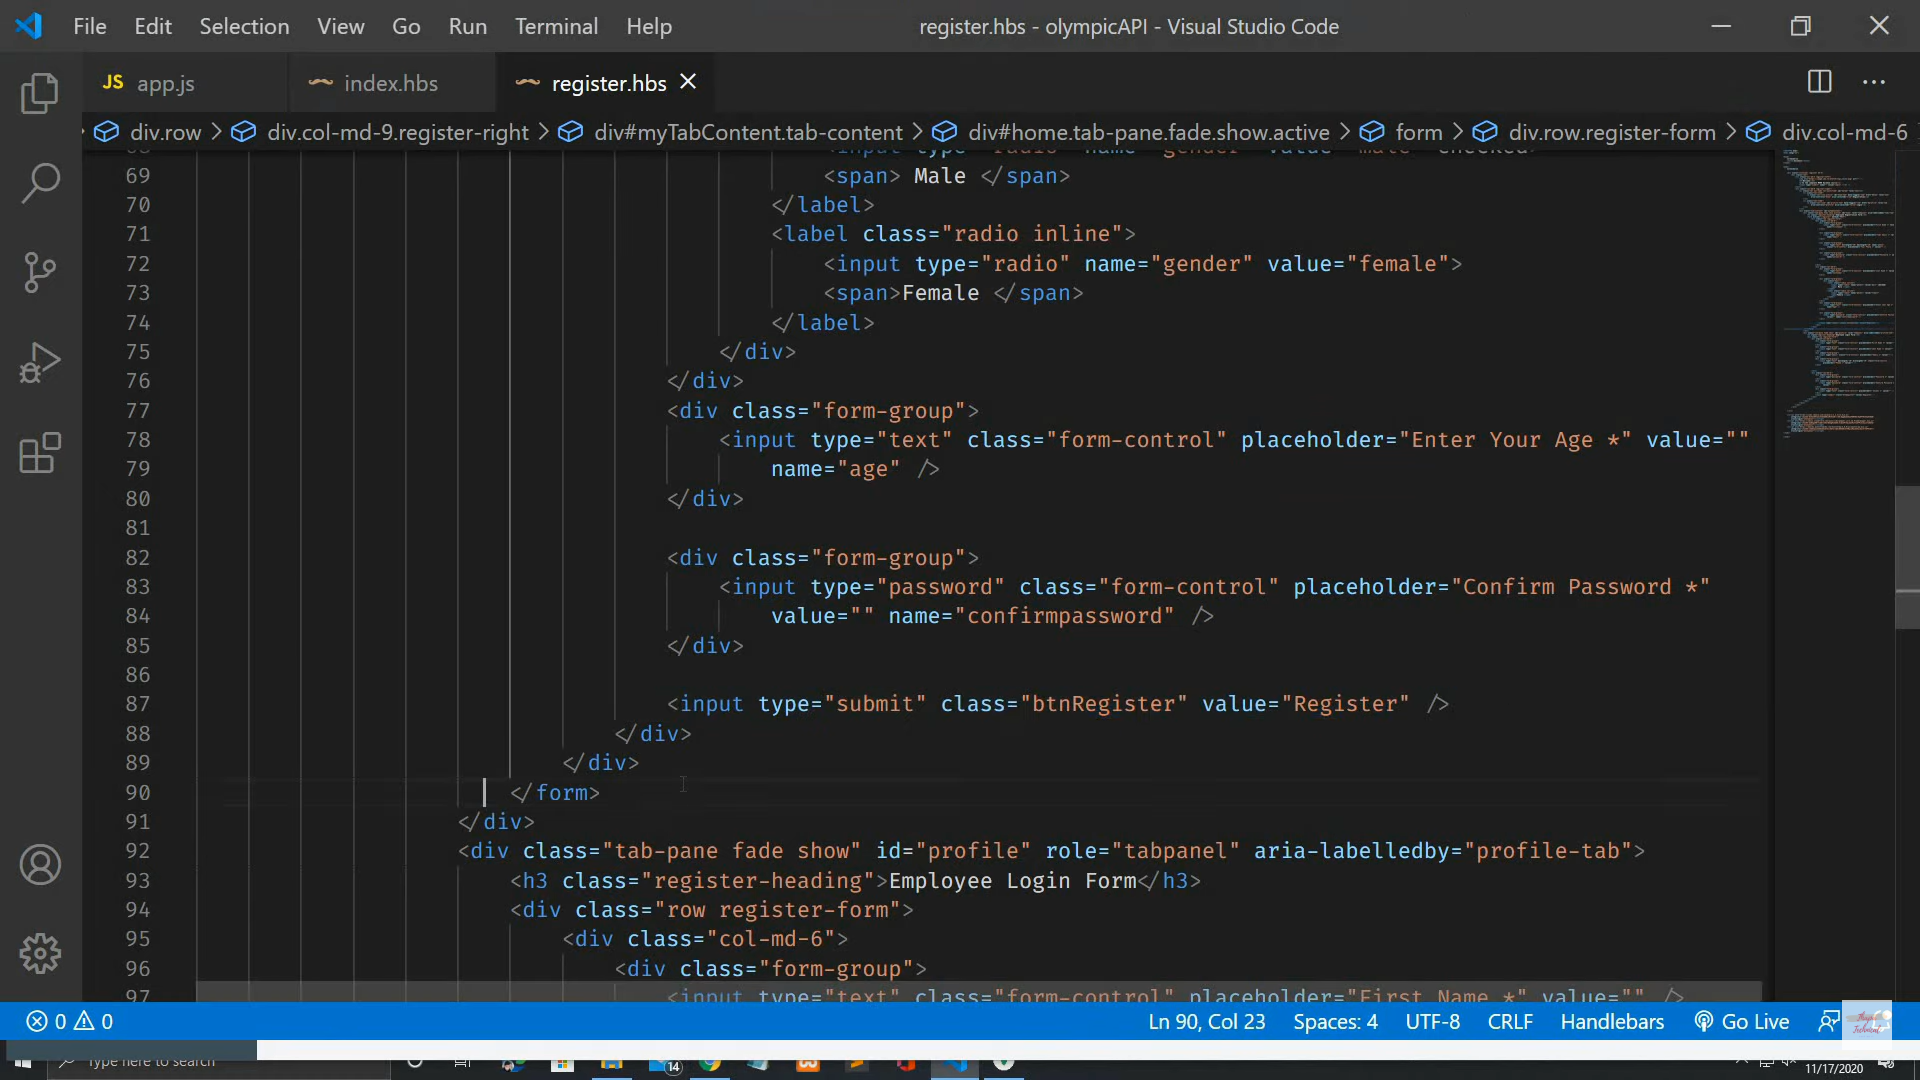 File Edit Selection View Go Run Terminal Help register.hbs - olympicAPI - Visual Studio Code
JS app.js index.hbs register.hbs
div.row > div.col-md-9.register-right > div#myTabContent.tab-content > div#home.tab-pane.fade.show.active > form > div.row.register-form > div.col-md-6
68 <input type="radio" name="gender" value="male" checked>
69 <span> Male </span>
70 </label>
71 <label class="radio inline">
72 <input type="radio" name="gender" value="female">
73 <span>Female </span>
74 </label>
75 </div>
76 </div>
77 <div class="form-group">
78 <input type="text" class="form-control" placeholder="Enter Your Age *" value=""
79 name="age" />
80 </div>
81
82 <div class="form-group">
83 <input type="password" class="form-control" placeholder="Confirm Password *"
84 value="" name="confirmpassword" />
85 </div>
86
87 <input type="submit" class="btnRegister" value="Register" />
88 </div>
89 </div>
90 </form>
91 </div>
92 <div class="tab-pane fade show" id="profile" role="tabpanel" aria-labelledby="profile-tab">
93 <h3 class="register-heading">Employee Login Form</h3>
94 <div class="row register-form">
95 <div class="col-md-6">
96 <div class="form-group">
97 <input type="text" class="form-control" placeholder="First Name *" value="" />
0 0 Ln 90, Col 23 Spaces: 4 UTF-8 CRLF Handlebars Go Live
Type here to search 14 11/17/2020